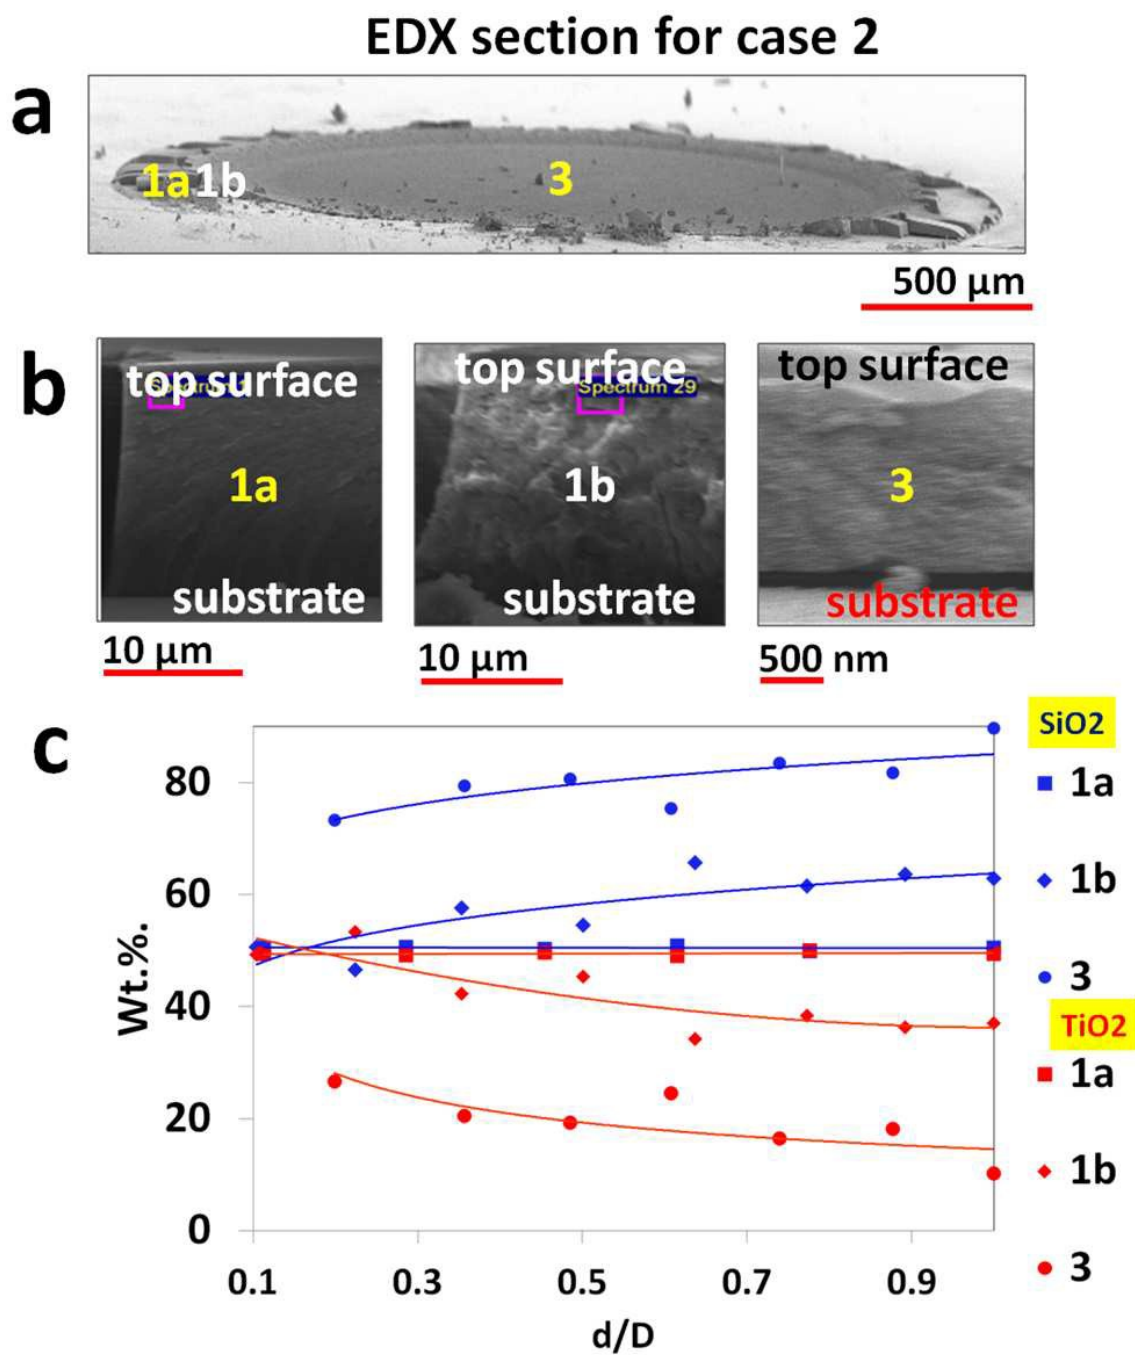 EDX section for case 2
a
1a 1b 3
500 µm
b
top surface
1a
substrate
10 µm
top surface
Spectrum 29
1b
substrate
10 µm
top surface
3
substrate
500 nm
c
Wt.%.
80
60
40
20
0
0.1 0.3 0.5 0.7 0.9
d/D
SiO2
1a
1b
3
TiO2
1a
1b
3